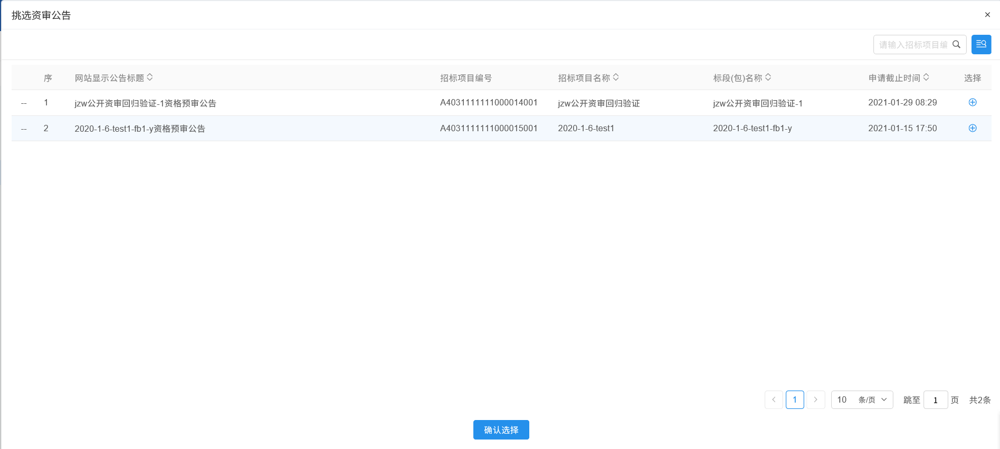 挑选资审公告
×
请输入招标项目编
序 网站显示公告标题 招标项目编号 招标项目名称 标段(包)名称 申请截止时间 选择
-- 1 jzw公开资审回归验证-1资格预审公告 A4031111111000014001 jzw公开资审回归验证 jzw公开资审回归验证-1 2021-01-29 08:29
-- 2 2020-1-6-test1-fb1-y资格预审公告 A4031111111000015001 2020-1-6-test1 2020-1-6-test1-fb1-y 2021-01-15 17:50
1 10 条/页 跳至 1 页 共2条
确认选择